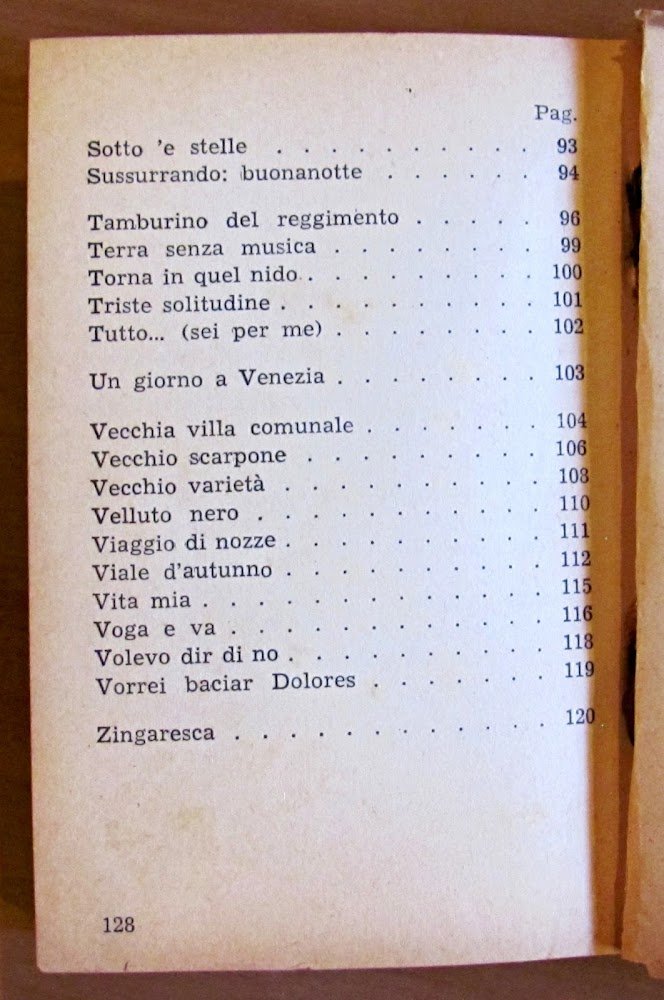 Pag.
Sotto 'e stelle . . . . . . . . . . 93
Sussurrando: buonanotte . . . . . . 94
Tamburino del reggimento . . . . . 96
Terra senza musica . . . . . . . . 99
Torna in quel nido . . . . . . . . . 100
Triste solitudine . . . . . . . . . . 101
Tutto... (sei per me) . . . . . . . . 102
Un giorno a Venezia . . . . . . . . 103
Vecchia villa comunale . . . . . . . 104
Vecchio scarpone . . . . . . . . . 106
Vecchio varietà . . . . . . . . . . 108
Velluto nero . . . . . . . . . . . 110
Viaggio di nozze . . . . . . . . . . 111
Viale d'autunno . . . . . . . . . . 112
Vita mia . . . . . . . . . . . . . 115
Voga e va . . . . . . . . . . . . 116
Volevo dir di no . . . . . . . . . . 118
Vorrei baciar Dolores . . . . . . . 119
Zingaresca . . . . . . . . . . . . 120
128